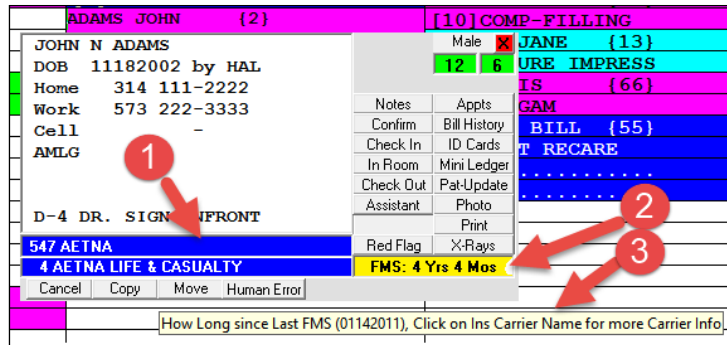 ADAMS JOHN {2}
[10]COMP-FILLING
JOHN N ADAMS
Male X
JANE {13}
DOB 11182002 by HAL
12 6
URE IMPRESS
Home 314 111-2222
IS {66}
Work 573 222-3333
Notes Appts
GAM
Cell -
Confirm Bill History
BILL {55}
AMLG
1
Check In ID Cards
T RECARE
In Room Mini Ledger
Check Out Pat-Update
Assistant Photo
2
D-4 DR. SIGN NFRONT
Print
547 AETNA
Red Flag X-Rays
3
4 AETNA LIFE & CASUALTY
FMS: 4 Yrs 4 Mos
Cancel Copy Move Human Error
How Long since Last FMS (01142011), Click on Ins Carrier Name for more Carrier Info